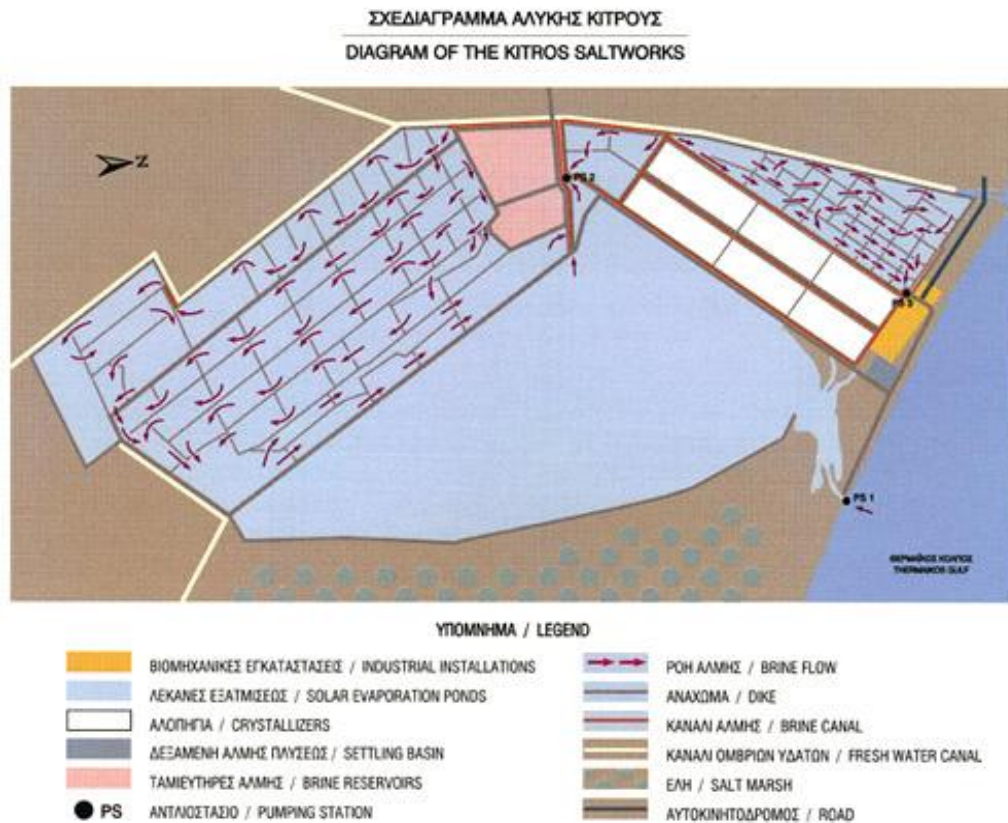 ΣΧΕΔΙΑΓΡΑΜΜΑ ΑΛΥΚΗΣ ΚΙΤΡΟΥΣ
DIAGRAM OF THE KITROS SALTWORKS
N
PS 2
PS 3
PS 1
ΘΕΡΜΑΪΚΟΣ ΚΟΛΠΟΣ
THERMAIKOS GULF
ΥΠΟΜΝΗΜΑ / LEGEND
ΒΙΟΜΗΧΑΝΙΚΕΣ ΕΓΚΑΤΑΣΤΑΣΕΙΣ / INDUSTRIAL INSTALLATIONS
ΛΕΚΑΝΕΣ ΕΞΑΤΜΙΣΕΩΣ / SOLAR EVAPORATION PONDS
ΑΛΟΠΗΓΙΑ / CRYSTALLIZERS
ΔΕΞΑΜΕΝΗ ΑΛΜΗΣ ΠΛΥΣΕΩΣ / SETTLING BASIN
ΤΑΜΙΕΥΤΗΡΕΣ ΑΛΜΗΣ / BRINE RESERVOIRS
PS ΑΝΤΛΙΟΣΤΑΣΙΟ / PUMPING STATION
ΡΟΗ ΑΛΜΗΣ / BRINE FLOW
ΑΝΑΧΩΜΑ / DIKE
ΚΑΝΑΛΙ ΑΛΜΗΣ / BRINE CANAL
ΚΑΝΑΛΙ ΟΜΒΡΙΩΝ ΥΔΑΤΩΝ / FRESH WATER CANAL
ΕΛΗ / SALT MARSH
ΑΥΤΟΚΙΝΗΤΟΔΡΟΜΟΣ / ROAD